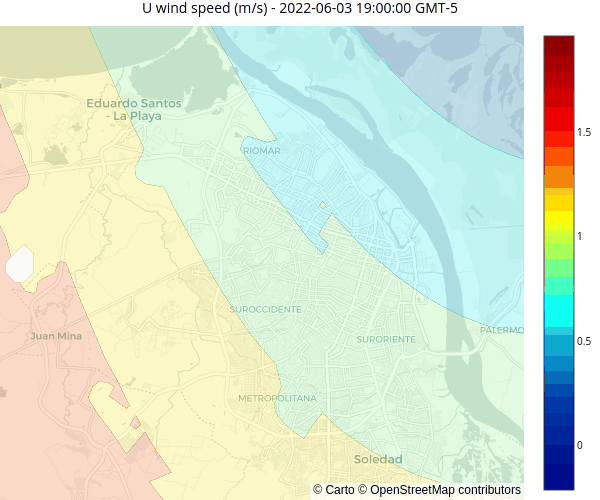 U wind speed (m/s) - 2022-06-03 19:00:00 GMT-5
Eduardo Santos
- La Playa
RIOMAR
SUROCCIDENTE
Juan Mina
SURORIENTE
PALERMO
METROPOLITANA
Soledad
© Carto © OpenStreetMap contributors
1.5
1
0.5
0